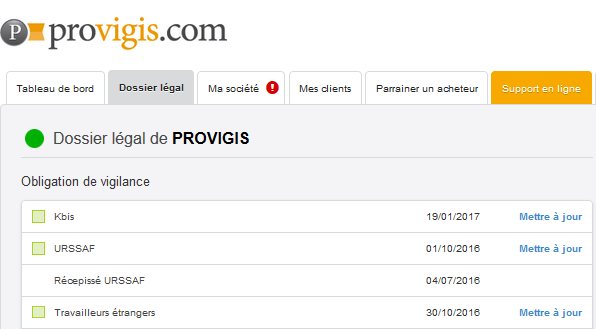 P provigis.com
Tableau de bord Dossier légal Ma société ! Mes clients Parrainer un acheteur Support en ligne
Dossier légal de PROVIGIS
Obligation de vigilance
Kbis 19/01/2017 Mettre à jour
URSSAF 01/10/2016 Mettre à jour
Récepissé URSSAF 04/07/2016
Travailleurs étrangers 30/10/2016 Mettre à jour